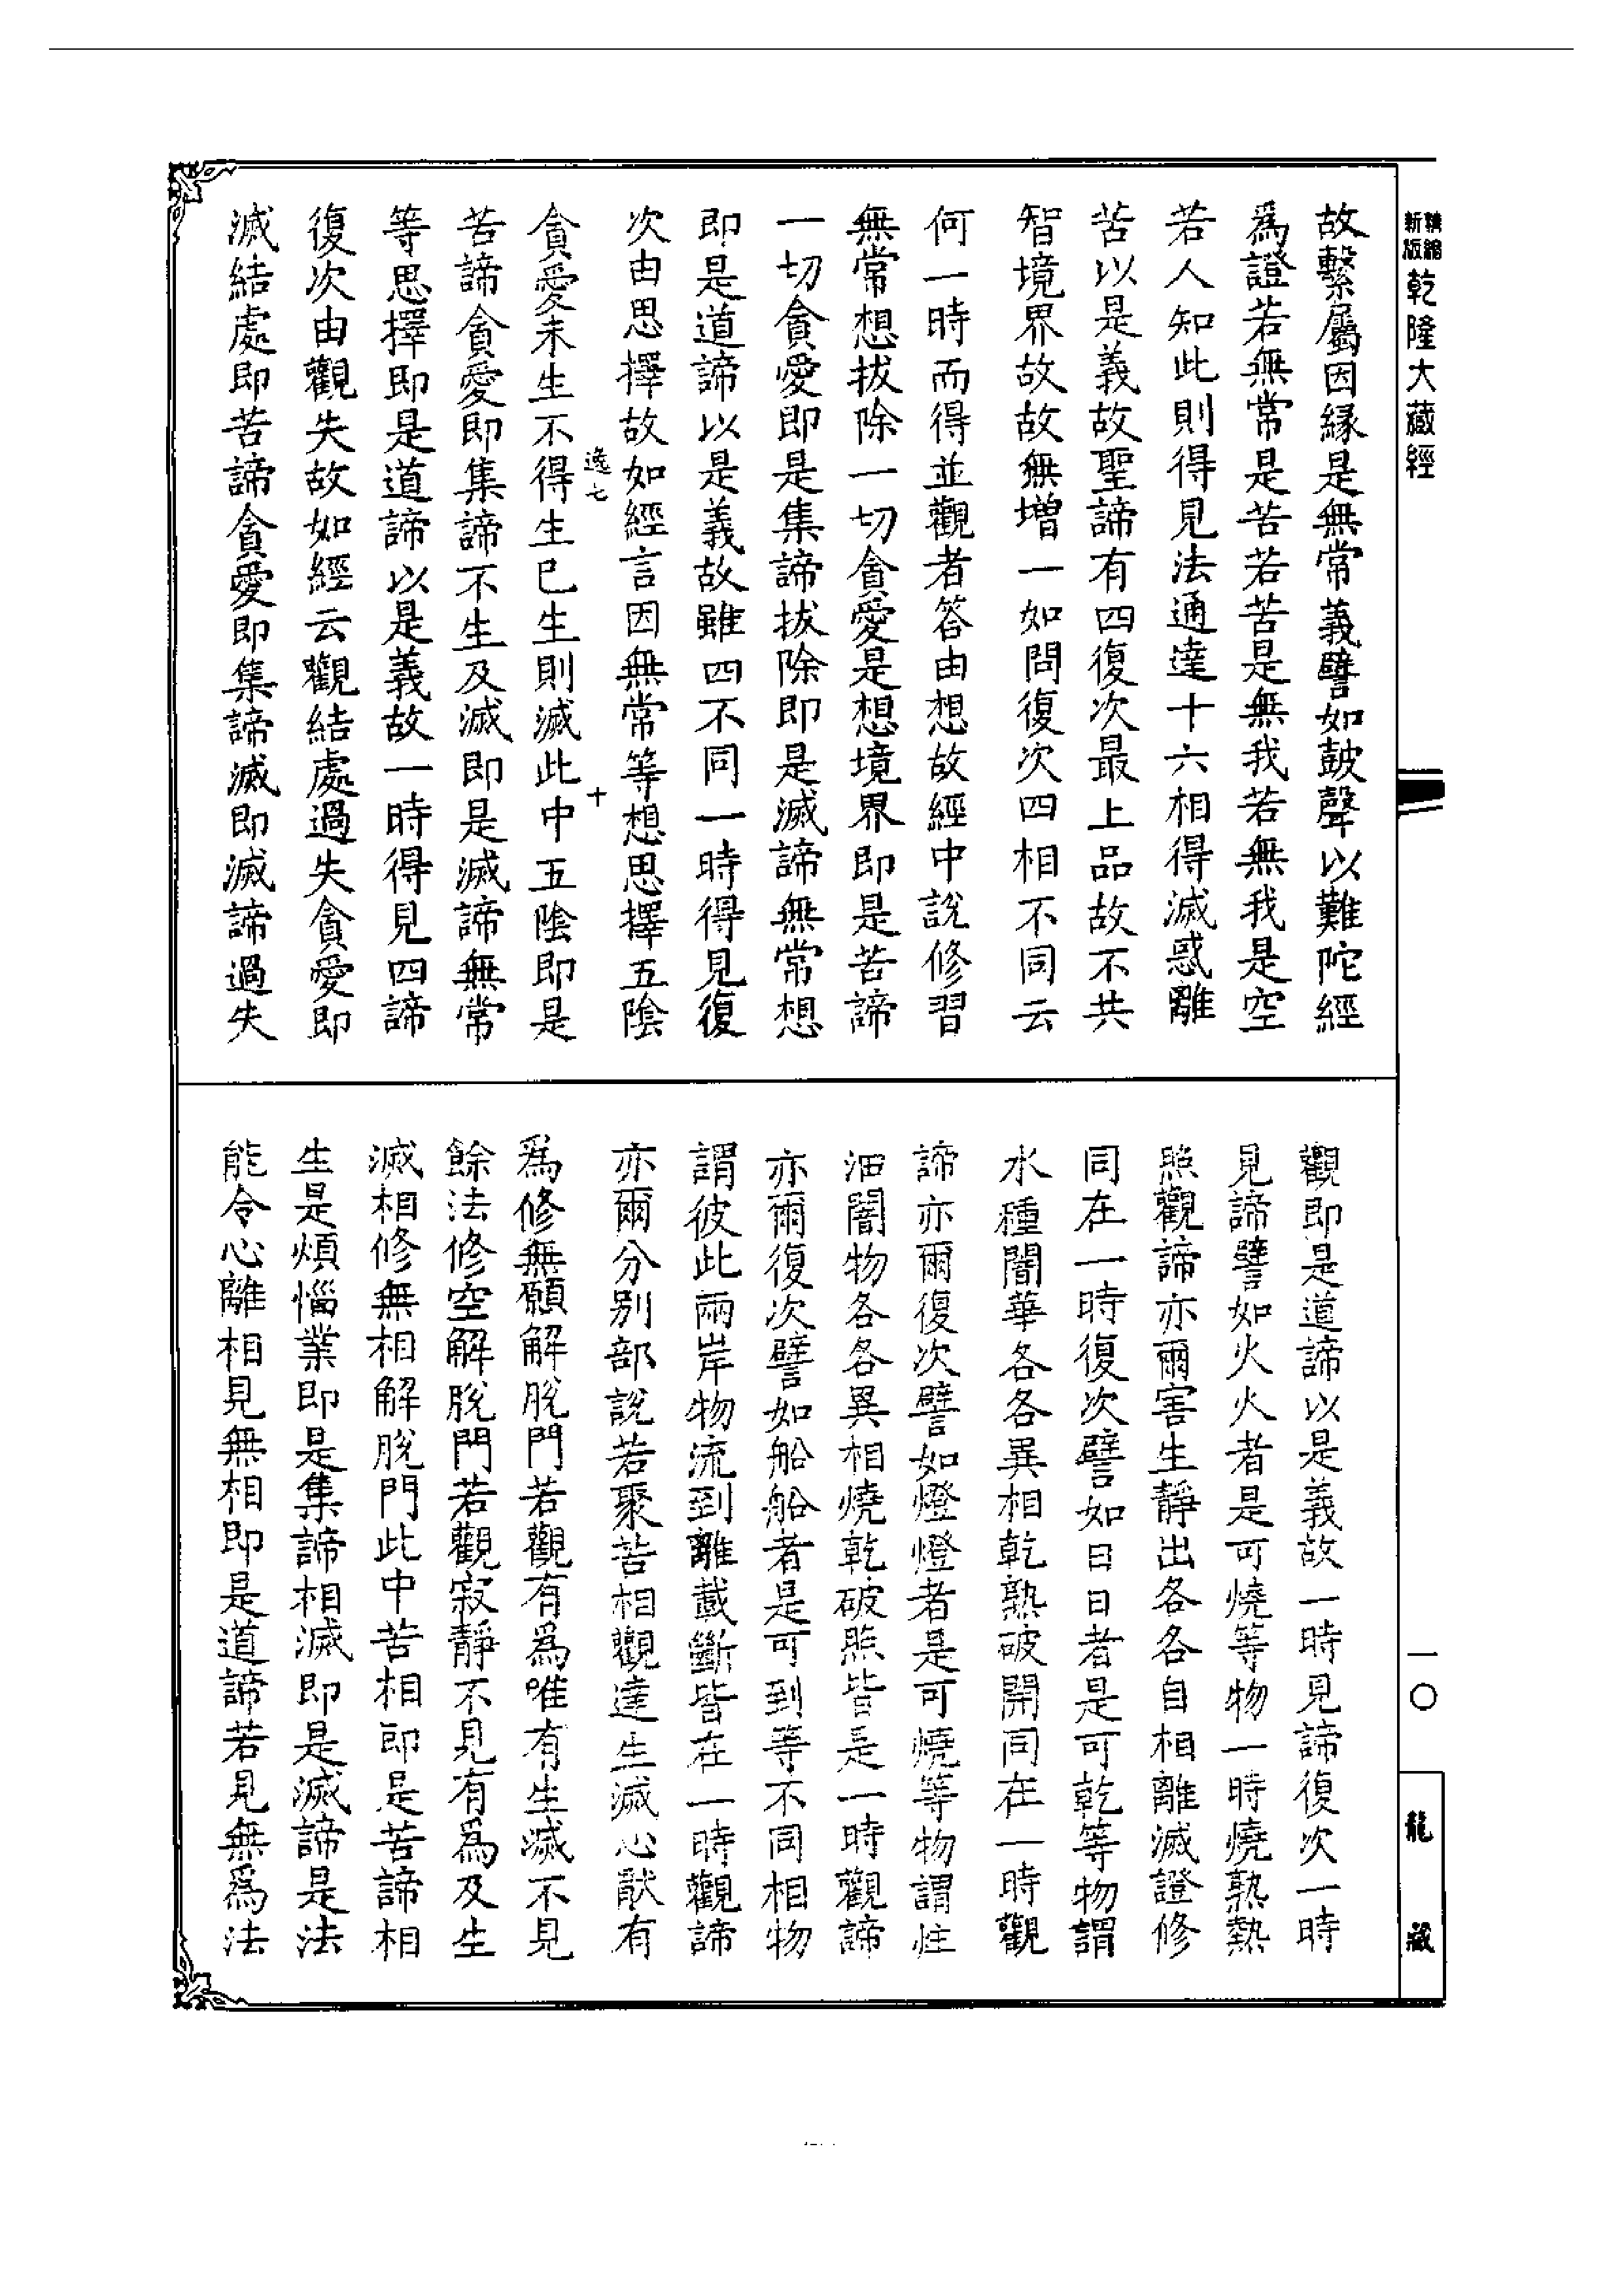 精縮新版
乾隆大藏經
一〇
龍藏
故繫屬因緣是無常義譬如皷聲以難陀經
爲證若無常是苦若苦是無我若無我是空
若人知此則得見法通達十六相得滅惑離
苦以是義故聖諦有四復次最上品故不共
智境界故故無增一如問復次四相不同云
何一時而得並觀者答由想故經中說修習
無常想拔除一切貪愛是想境界即是苦諦
一切貪愛即是集諦拔除即是滅諦無常想
即是道諦以是義故雖四不同一時得見復
次由思擇故如經言因無常等想思擇五陰
逸七
十
貪愛未生不得生已生則滅此中五陰即是
苦諦貪愛即集諦不生及滅即是滅諦無常
等思擇即是道諦以是義故一時得見四諦
復次由觀失故如經云觀結處過失貪愛即
滅結處即苦諦貪愛即集諦滅即滅諦過失
觀即是道諦以是義故一時見諦復次一時
見諦譬如火火者是可燒等物一時燒熟熱
照觀諦亦爾害生靜出各各自相離滅證修
同在一時復次譬如日日者是可乾等物謂
水種闇華各各異相乾熟破開同在一時觀
諦亦爾復次譬如燈燈者是可燒等物謂炷
油闇物各各異相燒乾破照皆是一時觀諦
亦爾復次譬如船船者是可到等不同相物
謂彼此兩岸物流到離載斷皆在一時觀諦
亦爾分別部說若聚苦相觀達生滅心猒有
爲修無願解脫門若觀有爲唯有生滅不見
餘法修空解脫門若觀寂靜不見有爲及生
滅相修無相解脫門此中苦相即是苦諦相
生是煩惱業即是集諦相滅即是滅諦是法
能令心離相見無相即是道諦若見無爲法